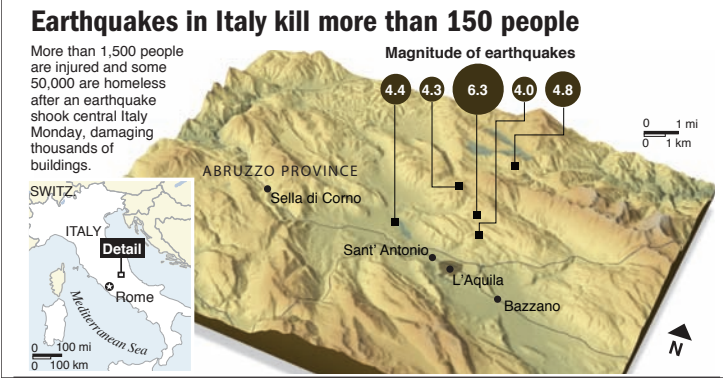 Earthquakes in Italy kill more than 150 people
More than 1,500 people
are injured and some
50,000 are homeless
after an earthquake
shook central Italy
Monday, damaging
thousands of
buildings.
Magnitude of earthquakes
4.4
4.3
6.3
4.0
4.8
0 1 mi
0 1 km
ABRUZZO PROVINCE
Sella di Corno
Sant' Antonio
L'Aquila
Bazzano
N
SWITZ.
ITALY
Detail
Rome
Mediterranean Sea
0 100 mi
0 100 km